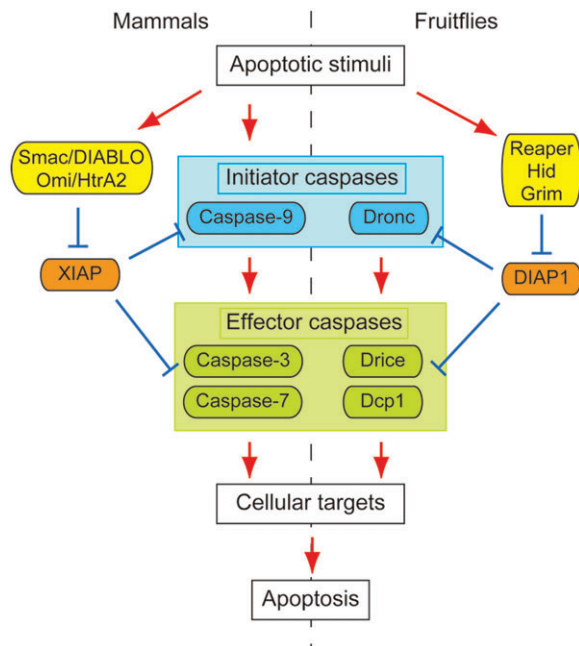 Mammals
Fruitflies
Apoptotic stimuli
Smac/DIABLO
Omi/HtrA2
Reaper
Hid
Grim
Initiator caspases
Caspase-9
Dronc
XIAP
DIAP1
Effector caspases
Caspase-3
Drice
Caspase-7
Dcp1
Cellular targets
Apoptosis